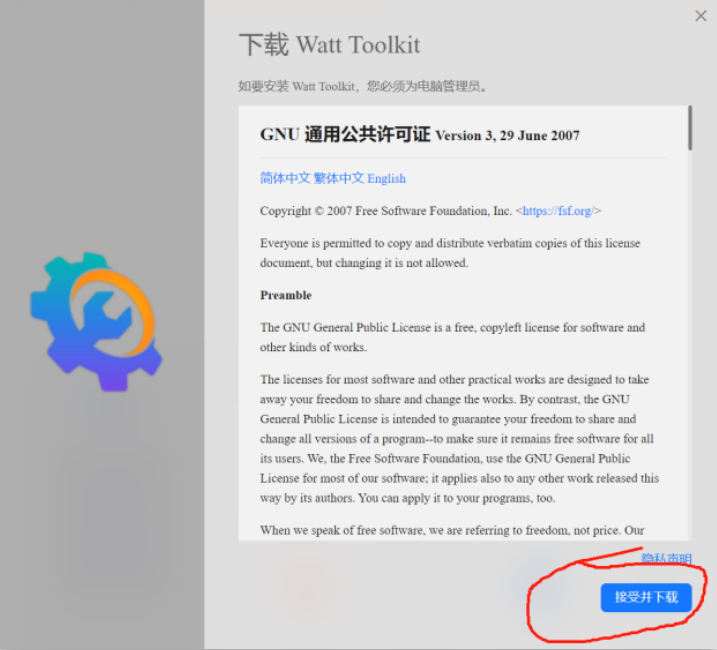 下载 Watt Toolkit
如要安装 Watt Toolkit，您必须为电脑管理员。
GNU 通用公共许可证 Version 3, 29 June 2007
简体中文 繁体中文 English
Copyright © 2007 Free Software Foundation, Inc. <https://fsf.org/>
Everyone is permitted to copy and distribute verbatim copies of this license
document, but changing it is not allowed.
Preamble
The GNU General Public License is a free, copyleft license for software and
other kinds of works.
The licenses for most software and other practical works are designed to take
away your freedom to share and change the works. By contrast, the GNU
General Public License is intended to guarantee your freedom to share and
change all versions of a program--to make sure it remains free software for all
its users. We, the Free Software Foundation, use the GNU General Public
License for most of our software; it applies also to any other work released this
way by its authors. You can apply it to your programs, too.
When we speak of free software, we are referring to freedom, not price. Our
隐私声明
接受并下载